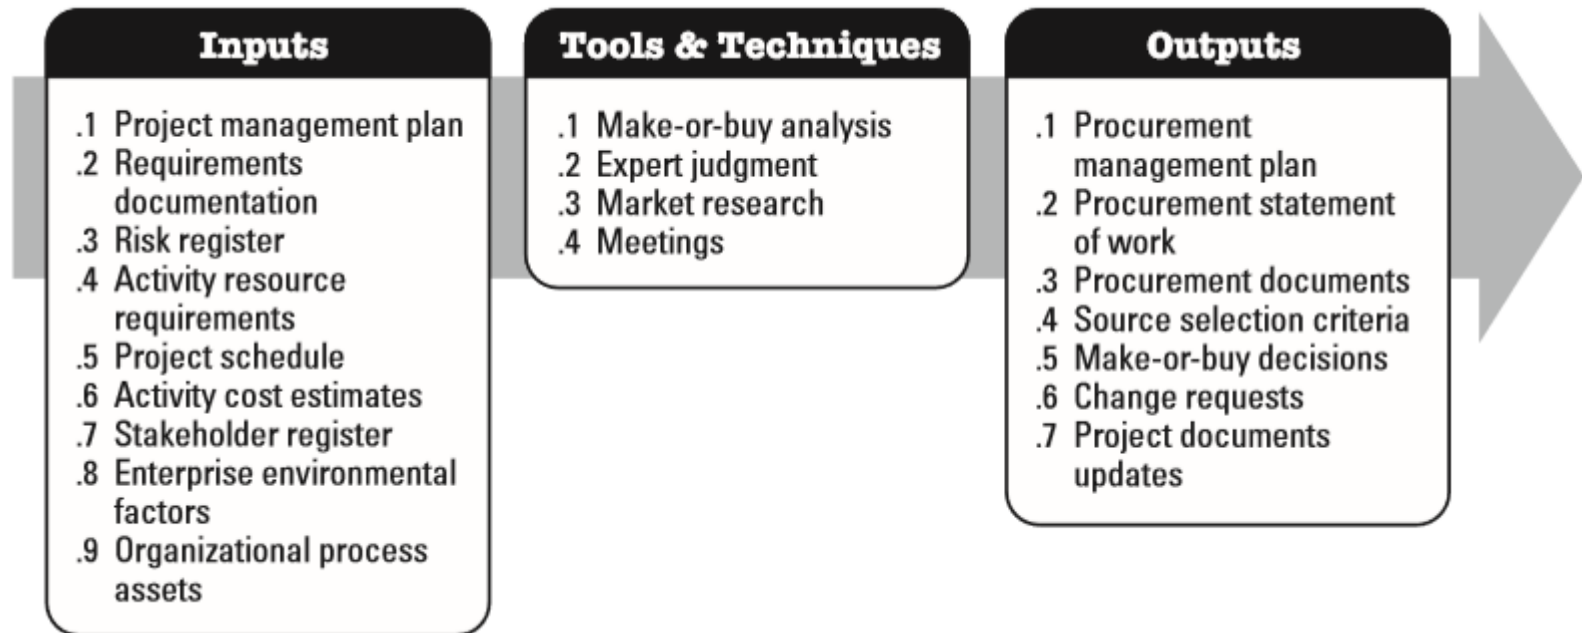 Inputs
.1 Project management plan
.2 Requirements
documentation
.3 Risk register
.4 Activity resource
requirements
.5 Project schedule
.6 Activity cost estimates
.7 Stakeholder register
.8 Enterprise environmental
factors
.9 Organizational process
assets
Tools & Techniques
.1 Make-or-buy analysis
.2 Expert judgment
.3 Market research
.4 Meetings
Outputs
.1 Procurement
management plan
.2 Procurement statement
of work
.3 Procurement documents
.4 Source selection criteria
.5 Make-or-buy decisions
.6 Change requests
.7 Project documents
updates